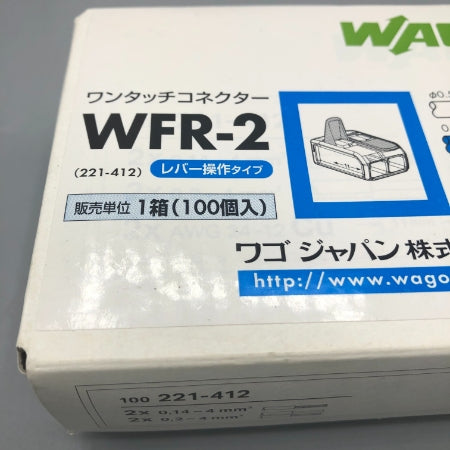 ワンタッチコネクター
WFR-2
(221-412) レバー操作タイプ
販売単位 1箱(100個入)
ワゴ ジャパン 株式
http://www.wago
100 221-412
2x 0,14-4 mm²
2x 0,2-4 mm²